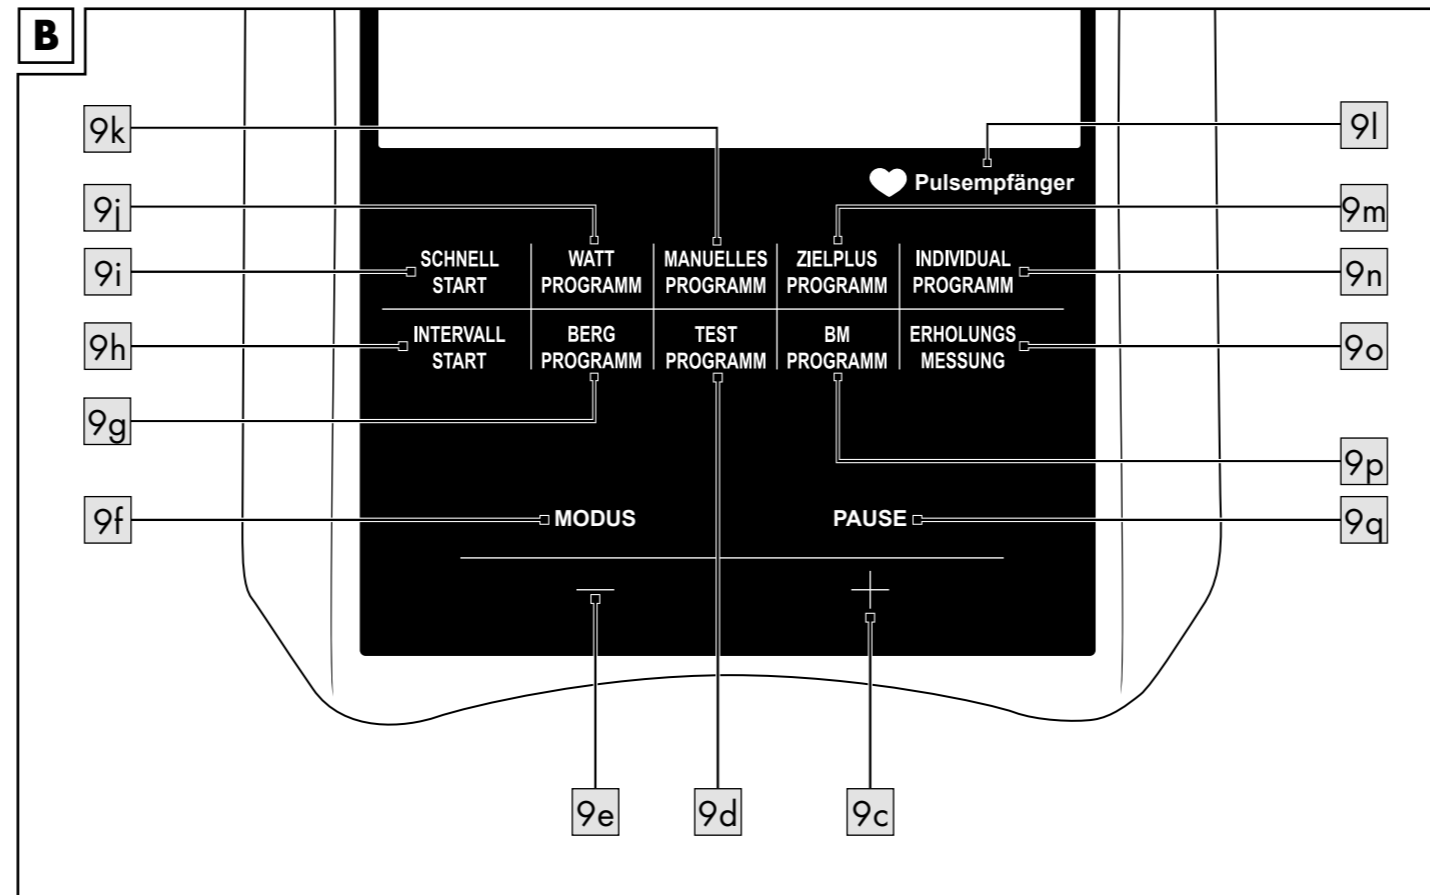 B
9k
9l
Pulsempfänger
9j
9m
9i
SCHNELL START
WATT PROGRAMM
MANUELLES PROGRAMM
ZIELPLUS PROGRAMM
INDIVIDUAL PROGRAMM
9n
9h
INTERVALL START
BERG PROGRAMM
TEST PROGRAMM
BM PROGRAMM
ERHOLUNGS MESSUNG
9o
9g
9p
9f
MODUS
PAUSE
9q
9e
9d
9c